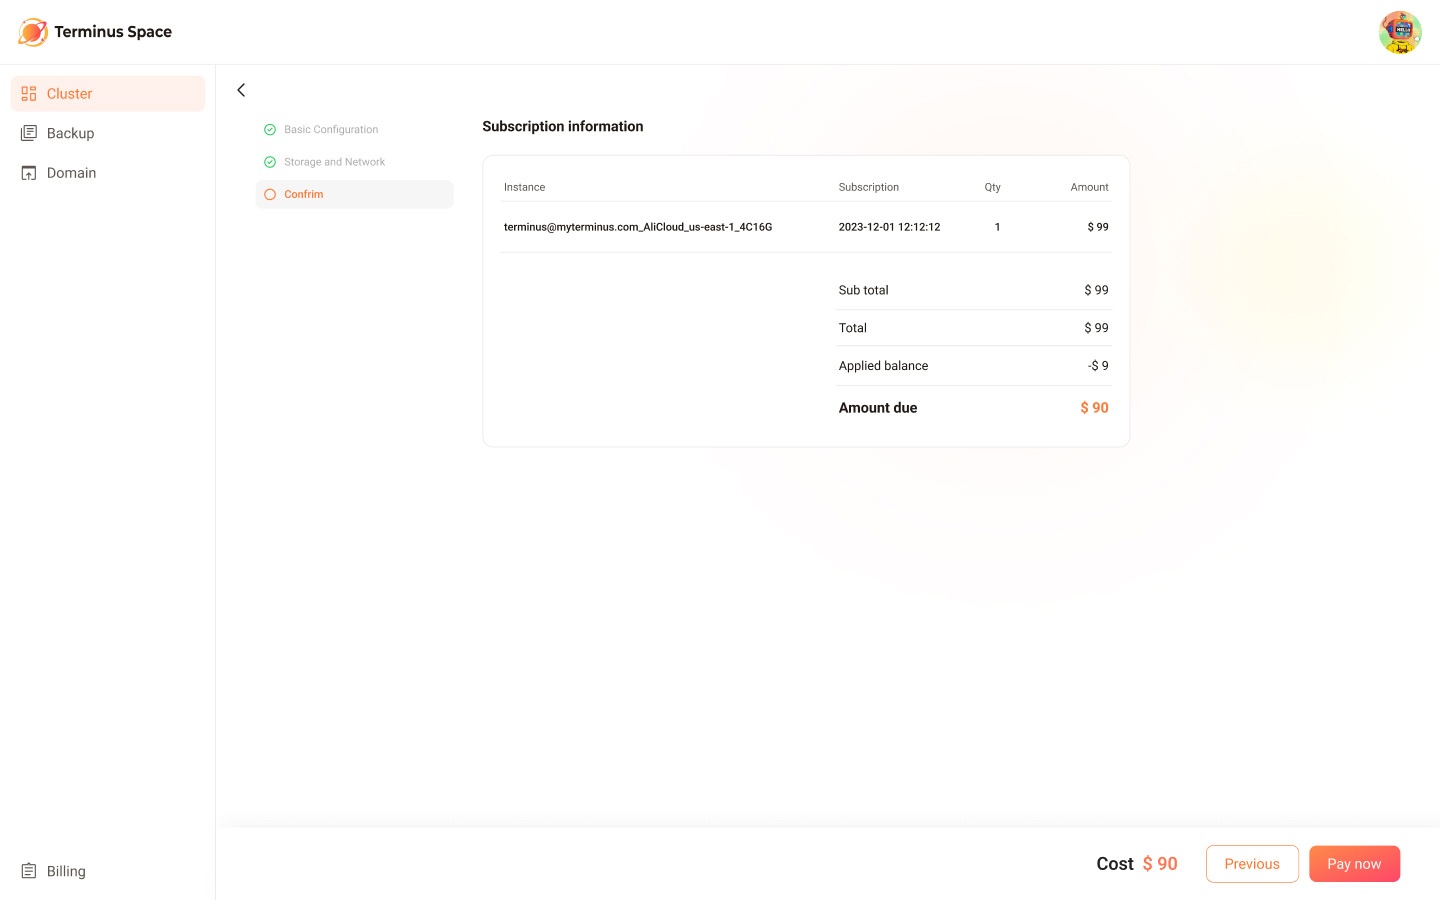 Terminus Space
Cluster
Backup
Domain
Billing
Basic Configuration
Storage and Network
Confrim
Subscription information
Instance Subscription Qty Amount
terminus@myterminus.com_AliCloud_us-east-1_4C16G 2023-12-01 12:12:12 1 $ 99
Sub total $ 99
Total $ 99
Applied balance -$ 9
Amount due $ 90
Cost $ 90 Previous Pay now